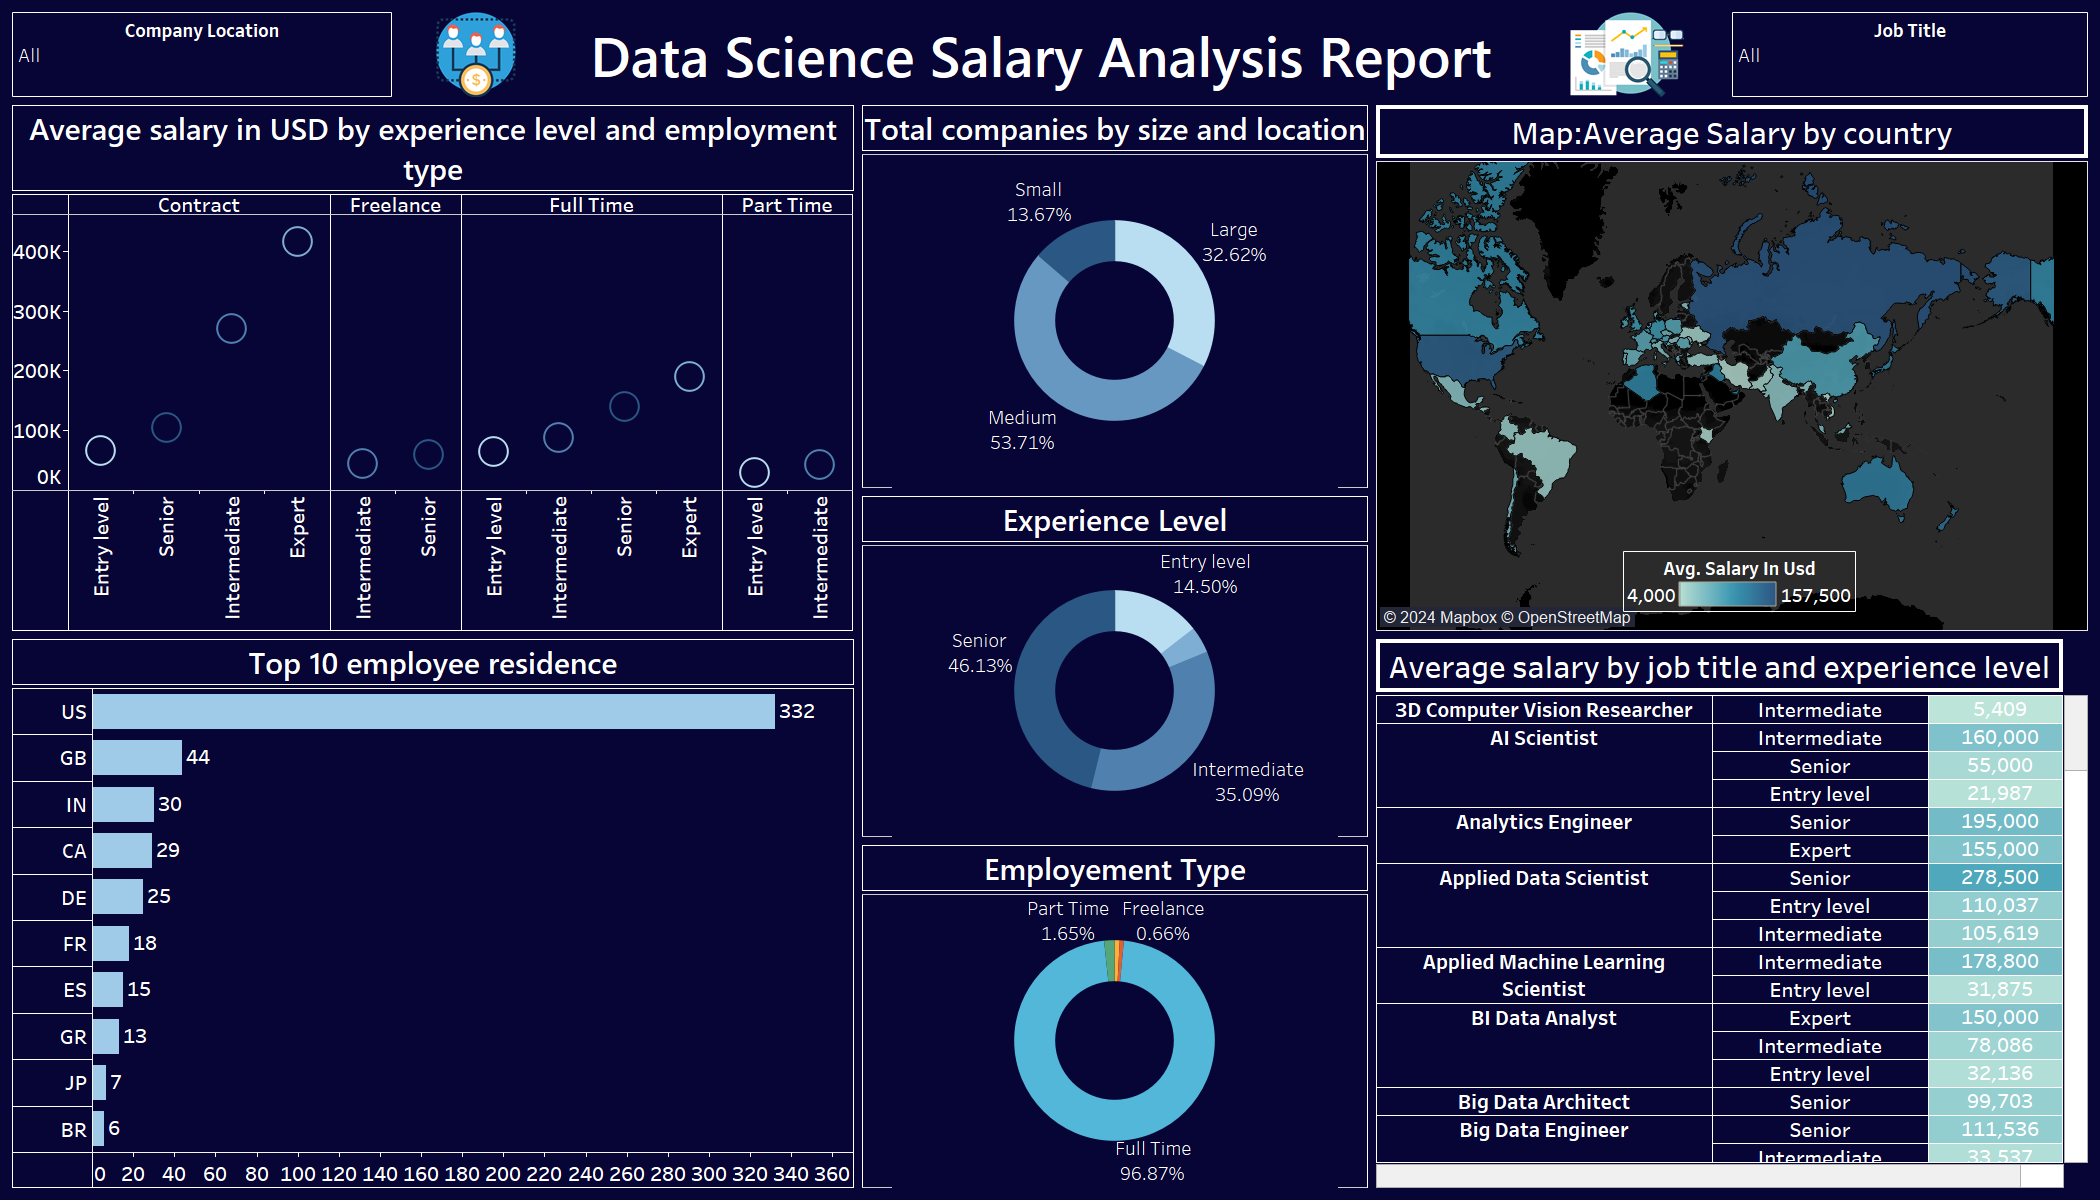 Company Location
All
Data Science Salary Analysis Report
Job Title
All
Average salary in USD by experience level and employment
type
Contract
Freelance
Full Time
Part Time
400K
300K
200K
100K
0K
Entry level
Senior
Intermediate
Expert
Intermediate
Senior
Entry level
Intermediate
Senior
Expert
Entry level
Intermediate
Top 10 employee residence
US 332
GB 44
IN 30
CA 29
DE 25
FR 18
ES 15
GR 13
JP 7
BR 6
0 20 40 60 80 100 120 140 160 180 200 220 240 260 280 300 320 340 360
Total companies by size and location
Small
13.67%
Large
32.62%
Medium
53.71%
Experience Level
Entry level
14.50%
Senior
46.13%
Intermediate
35.09%
Employement Type
Part Time
1.65%
Freelance
0.66%
Full Time
96.87%
Map:Average Salary by country
Avg. Salary In Usd
4,000 157,500
© 2024 Mapbox © OpenStreetMap
Average salary by job title and experience level
3D Computer Vision Researcher Intermediate 5,409
AI Scientist Intermediate 160,000
Senior 55,000
Entry level 21,987
Analytics Engineer Senior 195,000
Expert 155,000
Applied Data Scientist Senior 278,500
Entry level 110,037
Intermediate 105,619
Applied Machine Learning Intermediate 178,800
Scientist Entry level 31,875
BI Data Analyst Expert 150,000
Intermediate 78,086
Entry level 32,136
Big Data Architect Senior 99,703
Big Data Engineer Senior 111,536
Intermediate 33,537